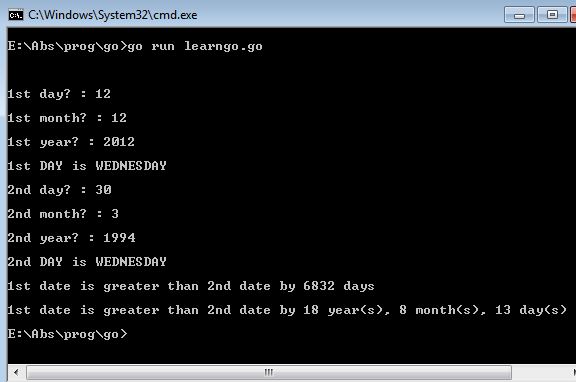 C:\Windows\System32\cmd.exe
E:\Abs\prog\go>go run learngo.go
1st day? : 12
1st month? : 12
1st year? : 2012
1st DAY is WEDNESDAY
2nd day? : 30
2nd month? : 3
2nd year? : 1994
2nd DAY is WEDNESDAY
1st date is greater than 2nd date by 6832 days
1st date is greater than 2nd date by 18 year(s), 8 month(s), 13 day(s)
E:\Abs\prog\go>